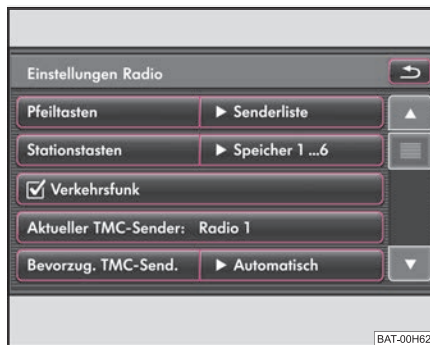 Einstellungen Radio
Pfeiltasten ▶ Senderliste
Stationstasten ▶ Speicher 1 ...6
Verkehrsfunk
Aktueller TMC-Sender: Radio 1
Bevorzug. TMC-Send. ▶ Automatisch
BAT-00H62